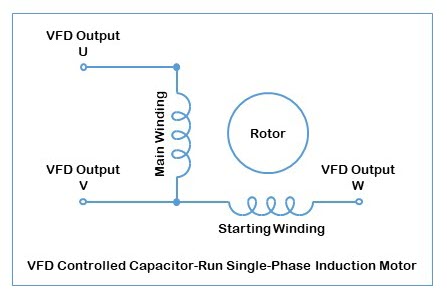 VFD Output
U
Main Winding
Rotor
VFD Output
V
VFD Output
W
Starting Winding
VFD Controlled Capacitor-Run Single-Phase Induction Motor